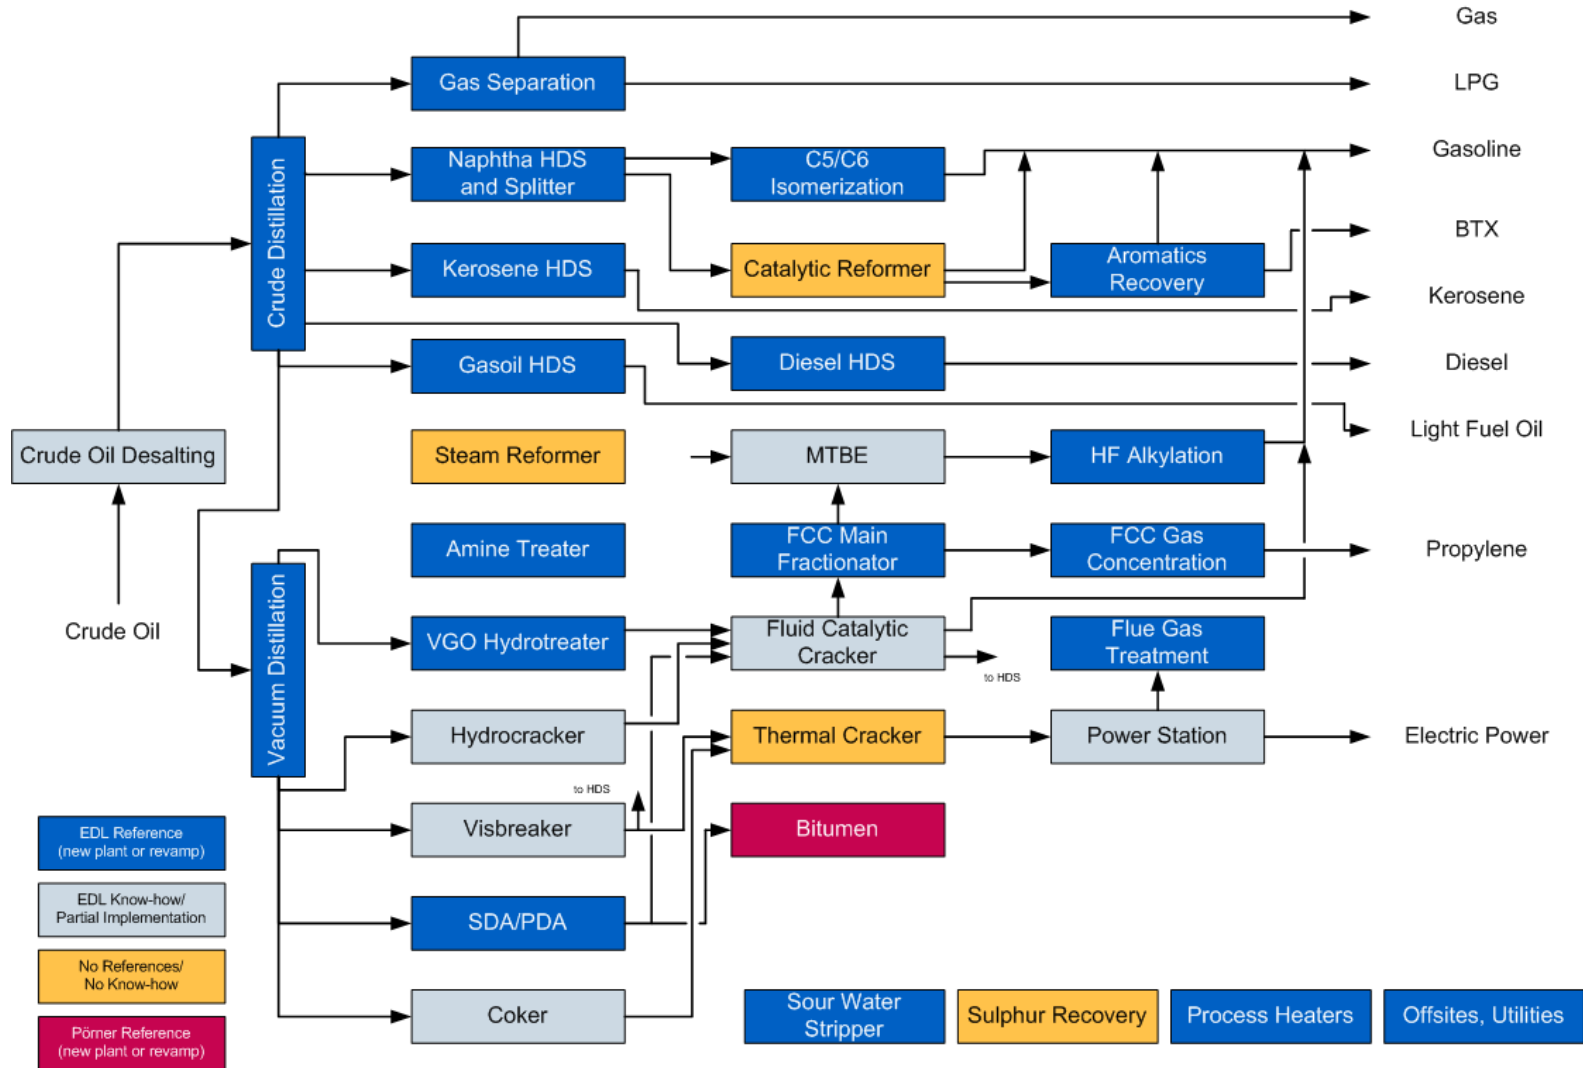 Gas
Gas Separation
LPG
Naphtha HDS
and Splitter
C5/C6
Isomerization
Gasoline
Crude Distillation
BTX
Kerosene HDS
Catalytic Reformer
Aromatics
Recovery
Kerosene
Gasoil HDS
Diesel HDS
Diesel
Crude Oil Desalting
Steam Reformer
MTBE
HF Alkylation
Light Fuel Oil
Amine Treater
FCC Main
Fractionator
FCC Gas
Concentration
Propylene
Crude Oil
Vacuum Distillation
VGO Hydrotreater
Fluid Catalytic
Cracker
to HDS
Flue Gas
Treatment
Hydrocracker
Thermal Cracker
Power Station
Electric Power
to HDS
Visbreaker
Bitumen
SDA/PDA
Coker
EDL Reference
(new plant or revamp)
EDL Know-how/
Partial Implementation
No References/
No Know-how
Pörner Reference
(new plant or revamp)
Sour Water
Stripper
Sulphur Recovery
Process Heaters
Offsites, Utilities